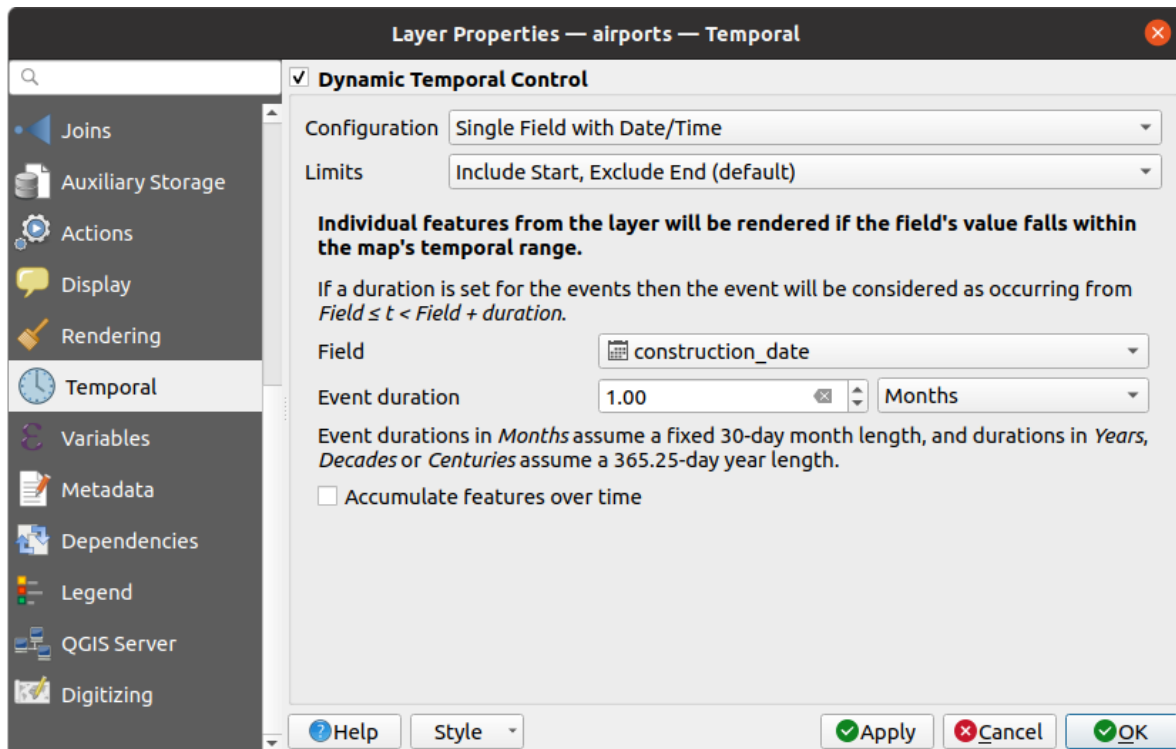 Layer Properties — airports — Temporal
Dynamic Temporal Control
Joins
Auxiliary Storage
Actions
Display
Rendering
Temporal
Variables
Metadata
Dependencies
Legend
QGIS Server
Digitizing
Configuration Single Field with Date/Time
Limits Include Start, Exclude End (default)
Individual features from the layer will be rendered if the field's value falls within
the map's temporal range.
If a duration is set for the events then the event will be considered as occurring from
Field ≤ t < Field + duration.
Field construction_date
Event duration 1.00 Months
Event durations in Months assume a fixed 30-day month length, and durations in Years,
Decades or Centuries assume a 365.25-day year length.
Accumulate features over time
Help Style Apply Cancel OK